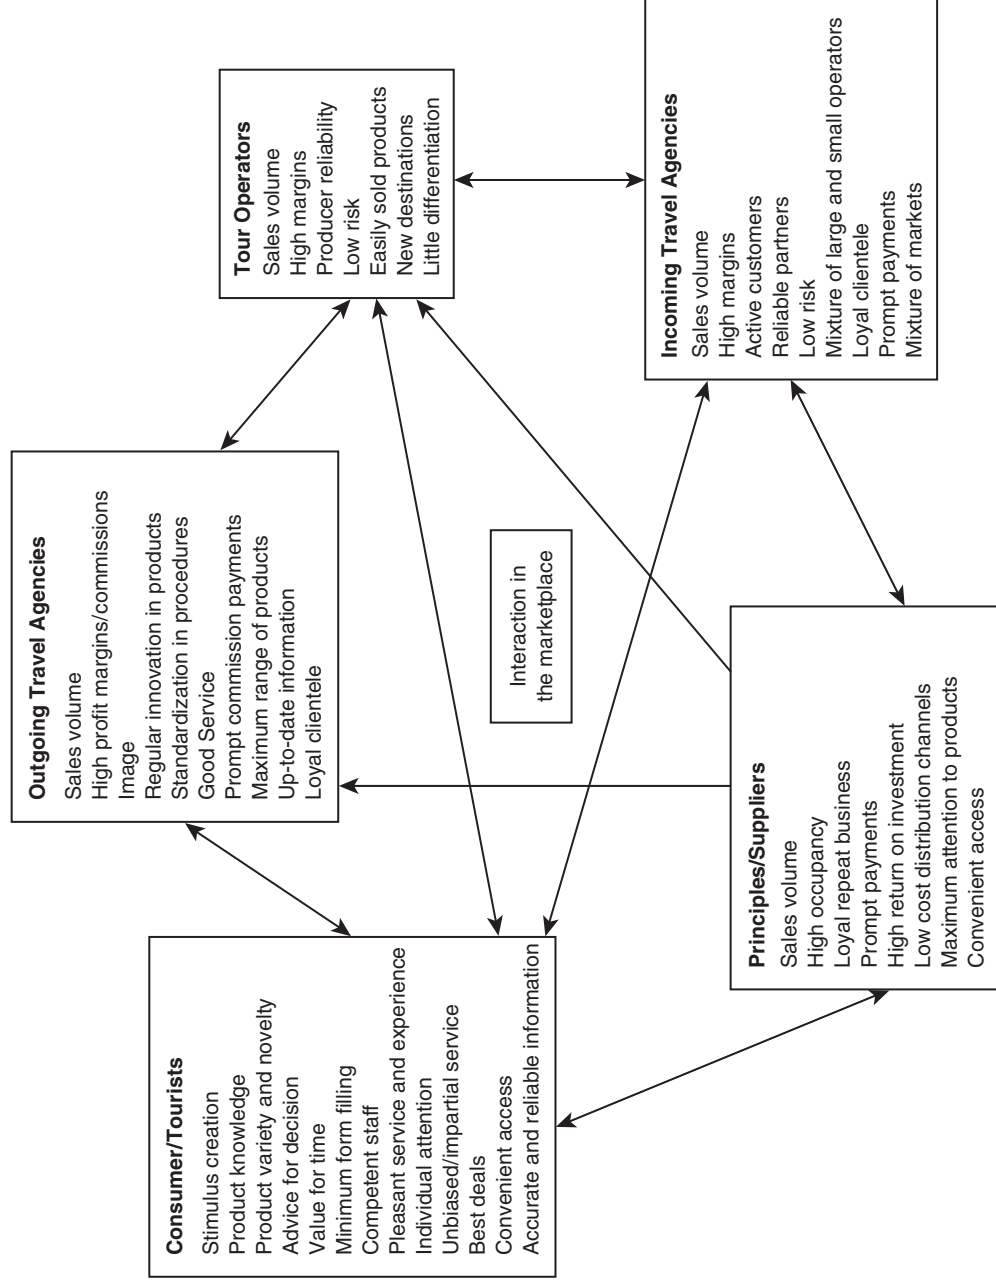 Consumer/Tourists
Stimulus creation
Product knowledge
Product variety and novelty
Advice for decision
Value for time
Minimum form filling
Competent staff
Pleasant service and experience
Individual attention
Unbiased/impartial service
Best deals
Convenient access
Accurate and reliable information
Outgoing Travel Agencies
Sales volume
High profit margins/commissions
Image
Regular innovation in products
Standardization in procedures
Good Service
Prompt commission payments
Maximum range of products
Up-to-date information
Loyal clientele
Tour Operators
Sales volume
High margins
Producer reliability
Low risk
Easily sold products
New destinations
Little differentiation
Interaction in
the marketplace
Principles/Suppliers
Sales volume
High occupancy
Loyal repeat business
Prompt payments
High return on investment
Low cost distribution channels
Maximum attention to products
Convenient access
Incoming Travel Agencies
Sales volume
High margins
Active customers
Reliable partners
Low risk
Mixture of large and small operators
Loyal clientele
Prompt payments
Mixture of markets